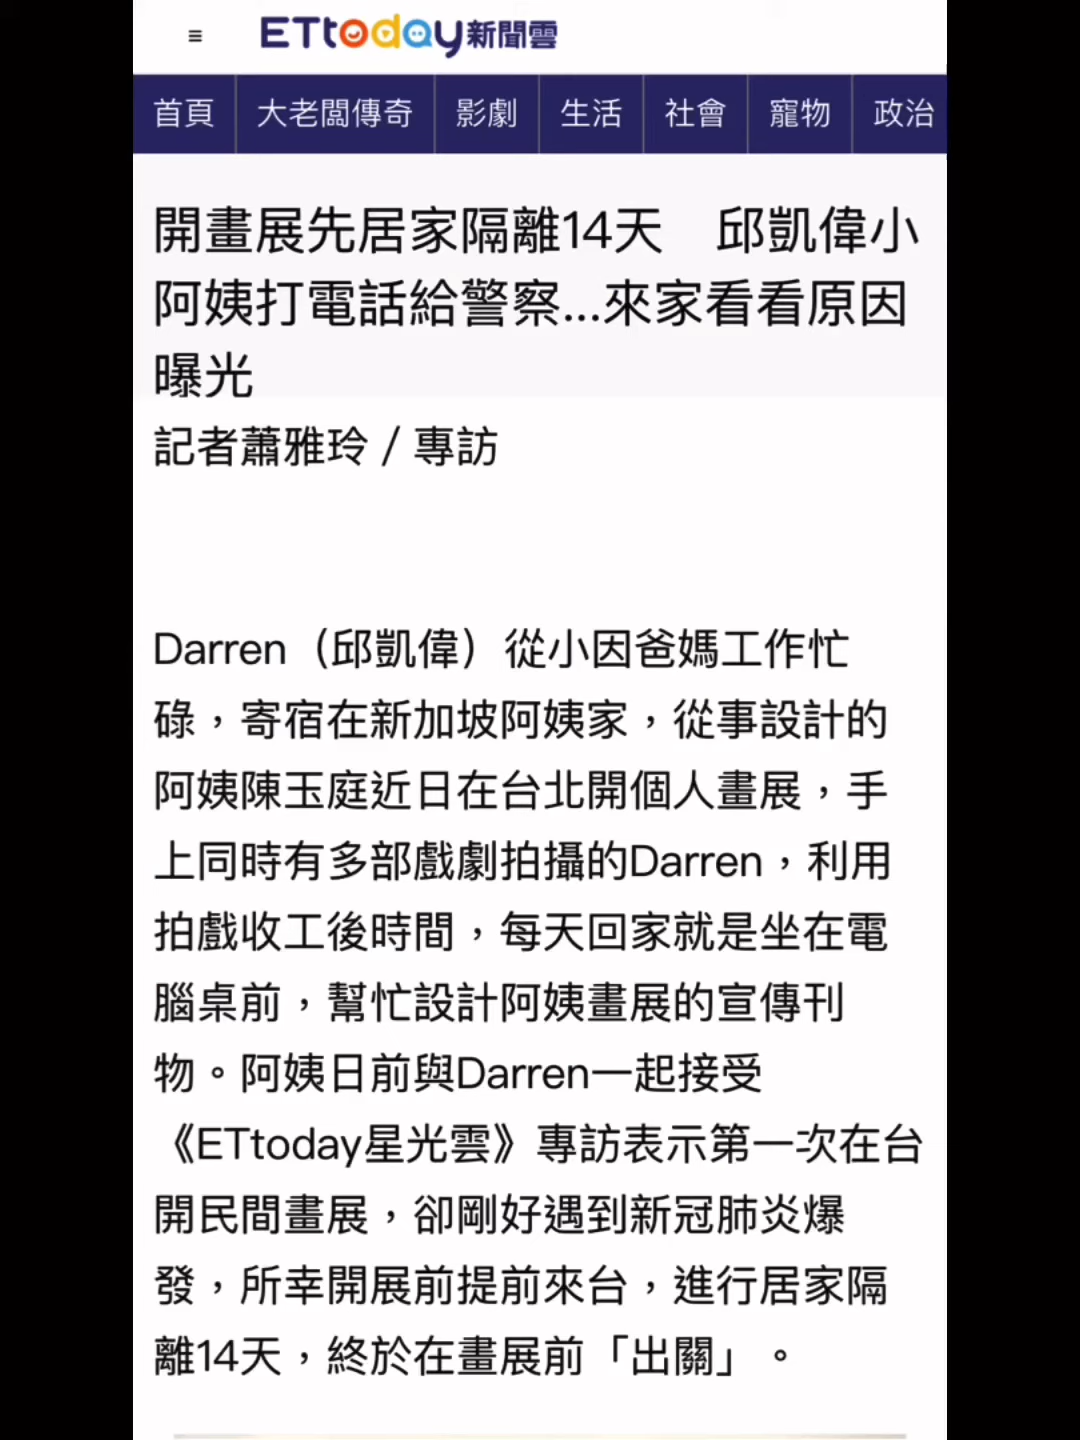 ≡ ETtoday新聞雲
首頁 大老闆傳奇 影劇 生活 社會 寵物 政治
開畫展先居家隔離14天　邱凱偉小
阿姨打電話給警察...來家看看原因
曝光
記者蕭雅玲／專訪
Darren（邱凱偉）從小因爸媽工作忙
碌，寄宿在新加坡阿姨家，從事設計的
阿姨陳玉庭近日在台北開個人畫展，手
上同時有多部戲劇拍攝的Darren，利用
拍戲收工後時間，每天回家就是坐在電
腦桌前，幫忙設計阿姨畫展的宣傳刊
物。阿姨日前與Darren一起接受
《ETtoday星光雲》專訪表示第一次在台
開民間畫展，卻剛好遇到新冠肺炎爆
發，所幸開展前提前來台，進行居家隔
離14天，終於在畫展前「出關」。